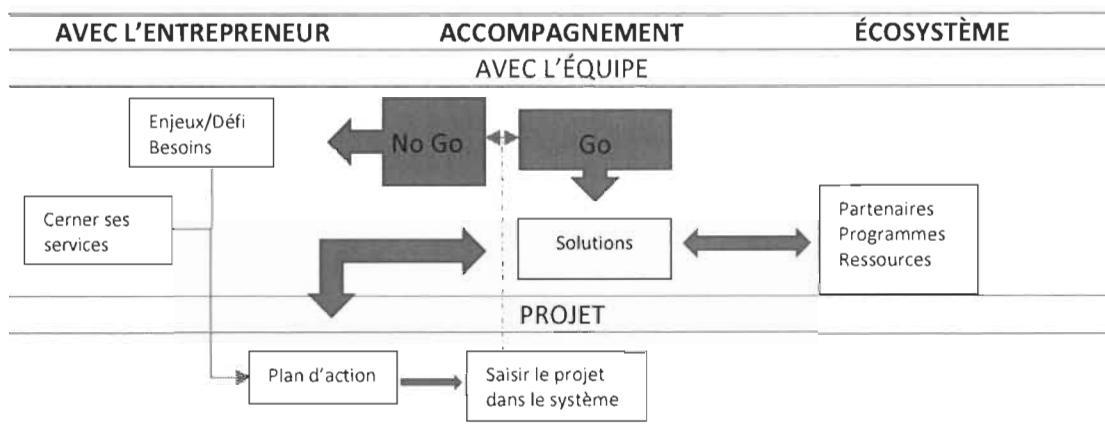 AVEC L'ENTREPRENEUR
ACCOMPAGNEMENT
ÉCOSYSTÈME
AVEC L'ÉQUIPE
Enjeux/Défi
Besoins
No Go
Go
Cerner ses
services
Solutions
Partenaires
Programmes
Ressources
PROJET
Plan d'action
Saisir le projet
dans le système